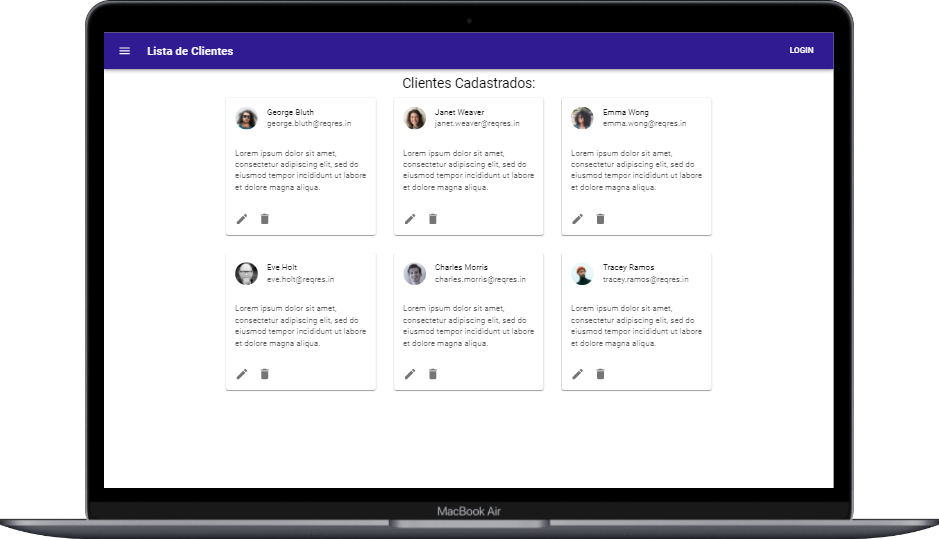 Lista de Clientes
LOGIN
Clientes Cadastrados:
George Bluth
george.bluth@reqres.in
Lorem ipsum dolor sit amet,
consectetur adipiscing elit, sed do
eiusmod tempor incididunt ut labore
et dolore magna aliqua.
Janet Weaver
janet.weaver@reqres.in
Lorem ipsum dolor sit amet,
consectetur adipiscing elit, sed do
eiusmod tempor incididunt ut labore
et dolore magna aliqua.
Emma Wong
emma.wong@reqres.in
Lorem ipsum dolor sit amet,
consectetur adipiscing elit, sed do
eiusmod tempor incididunt ut labore
et dolore magna aliqua.
Eve Holt
eve.holt@reqres.in
Lorem ipsum dolor sit amet,
consectetur adipiscing elit, sed do
eiusmod tempor incididunt ut labore
et dolore magna aliqua.
Charles Morris
charles.morris@reqres.in
Lorem ipsum dolor sit amet,
consectetur adipiscing elit, sed do
eiusmod tempor incididunt ut labore
et dolore magna aliqua.
Tracey Ramos
tracey.ramos@reqres.in
Lorem ipsum dolor sit amet,
consectetur adipiscing elit, sed do
eiusmod tempor incididunt ut labore
et dolore magna aliqua.
MacBook Air